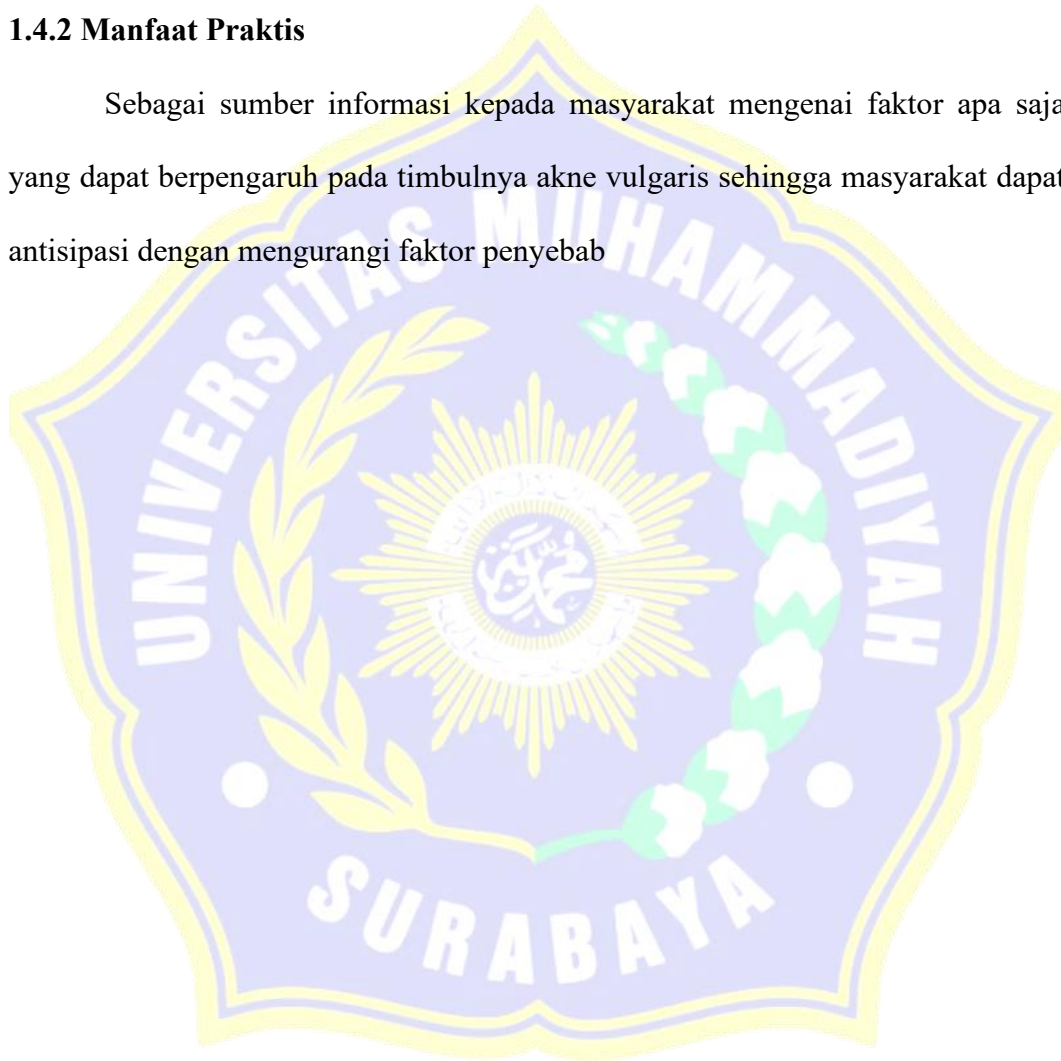 1.4.2 Manfaat Praktis
Sebagai sumber informasi kepada masyarakat mengenai faktor apa saja
yang dapat berpengaruh pada timbulnya akne vulgaris sehingga masyarakat dapat
antisipasi dengan mengurangi faktor penyebab
UNIVERSITAS MUHAMMADIYAH
محمدية
SURABAYA